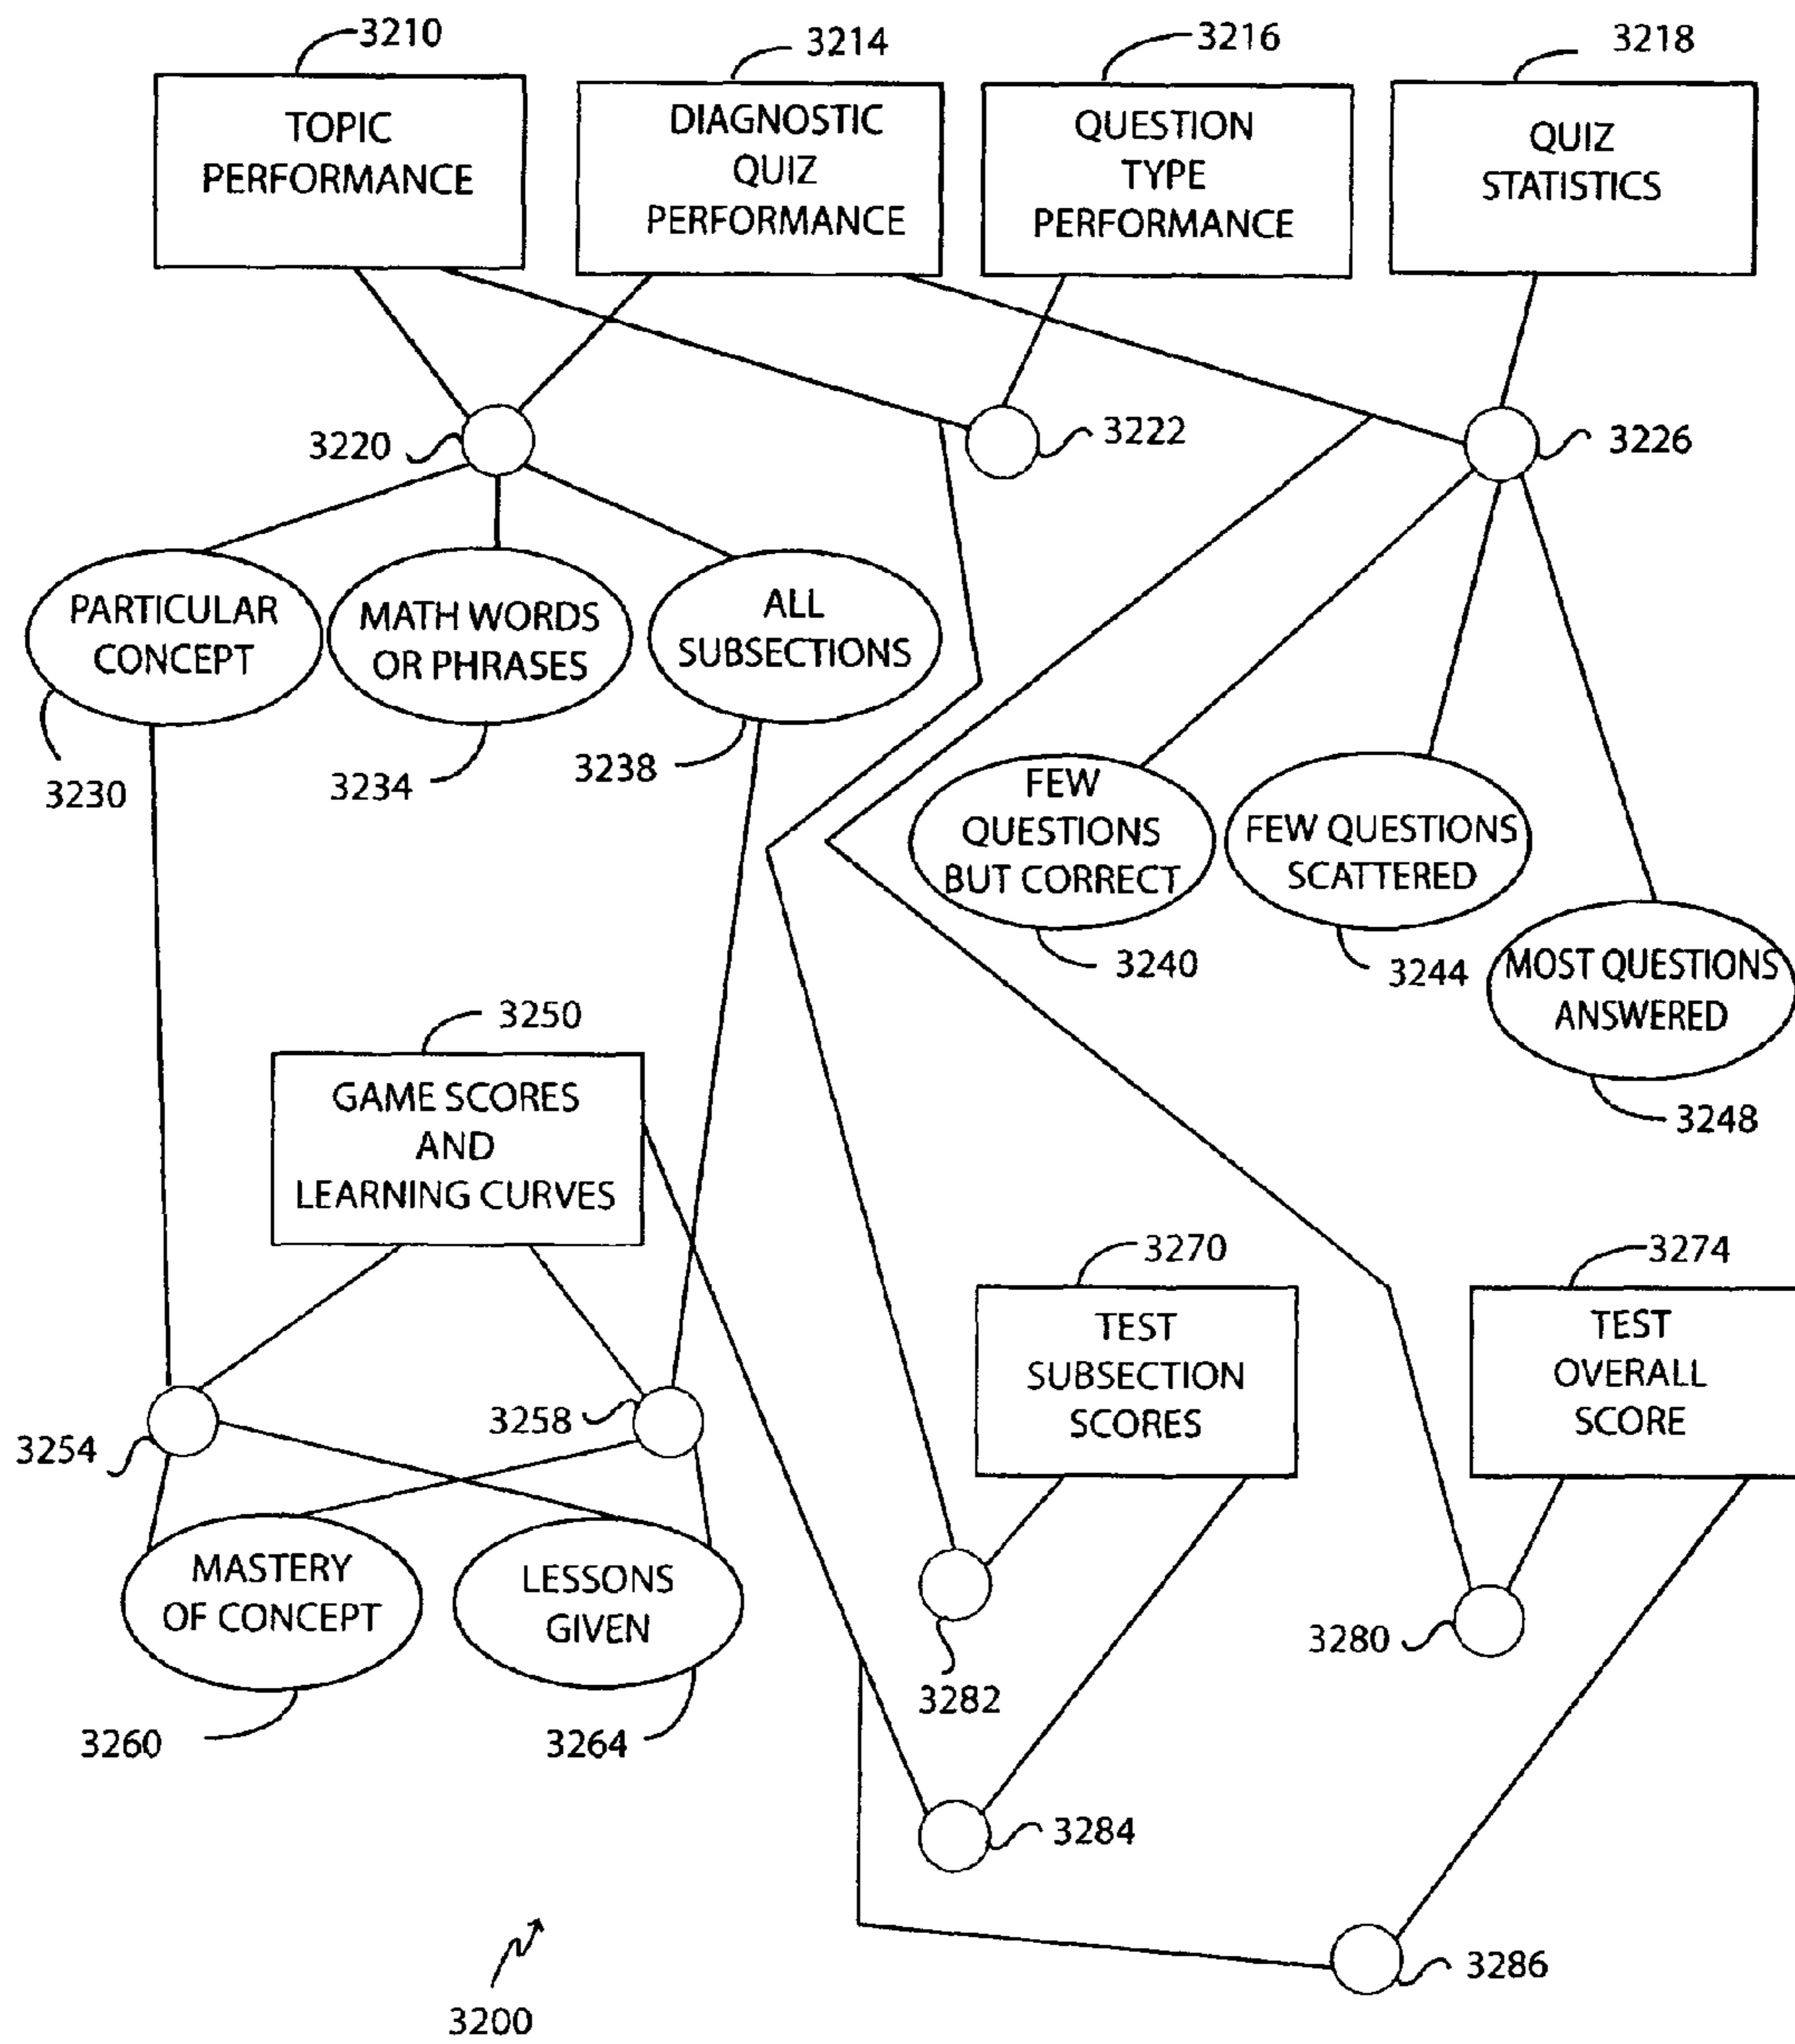 3210
3214
3216
3218
TOPIC
PERFORMANCE
DIAGNOSTIC
QUIZ
PERFORMANCE
QUESTION
TYPE
PERFORMANCE
QUIZ
STATISTICS
3220
3222
3226
PARTICULAR
CONCEPT
MATH WORDS
OR PHRASES
ALL
SUBSECTIONS
3230
3234
3238
FEW
QUESTIONS
BUT CORRECT
FEW QUESTIONS
SCATTERED
MOST QUESTIONS
ANSWERED
3240
3244
3248
3250
GAME SCORES
AND
LEARNING CURVES
3270
3274
TEST
SUBSECTION
SCORES
TEST
OVERALL
SCORE
3254
3258
MASTERY
OF CONCEPT
LESSONS
GIVEN
3260
3264
3282
3280
3284
3286
3200